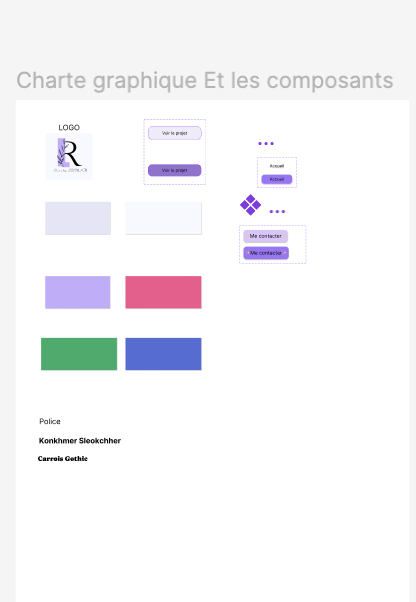 Charte graphique Et les composants
LOGO
R
Voir le projet
Voir le projet
Accueil
Accueil
Me contacter
Me contacter
Police
Konkhmer Sleokchher
Carrois Gothic